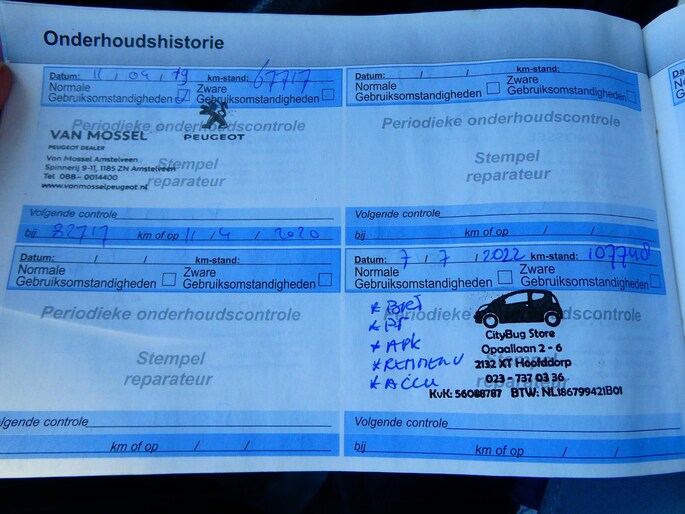 Onderhoudshistorie
Datum: 11 / 04 / 19 km-stand: 67717
Normale Gebruiksomstandigheden Zware Gebruiksomstandigheden
Periodieke onderhoudscontrole
VAN MOSSEL PEUGEOT
PEUGEOT DEALER
Van Mossel Amstelveen
Spinnerij 9-11, 1185 ZN Amstelveen
Tel 088- 0014400
www.vanmosselpeugeot.nl
Stempel
reparateur
Volgende controle
bij 82717 km of op 11 / 4 / 2020
Datum: / / km-stand:
Normale Gebruiksomstandigheden Zware Gebruiksomstandigheden
Periodieke onderhoudscontrole
Stempel
reparateur
Volgende controle
bij km of op / /
Datum: / / km-stand:
Normale Gebruiksomstandigheden Zware Gebruiksomstandigheden
Periodieke onderhoudscontrole
Stempel
reparateur
Volgende controle
km of op / /
Datum: 7 / 7 / 2022 km-stand: 107740
Normale Gebruiksomstandigheden Zware Gebruiksomstandigheden
Periodieke onderhoudscontrole
* APK
* REMMEN V
* ACCU
CityBug Store
Opaallaan 2 - 6
2132 XT Hoofddorp
023 - 737 03 36
KvK: 56088787 BTW: NL186799421B01
Stempel
reparateur
Volgende controle
bij km of op / /